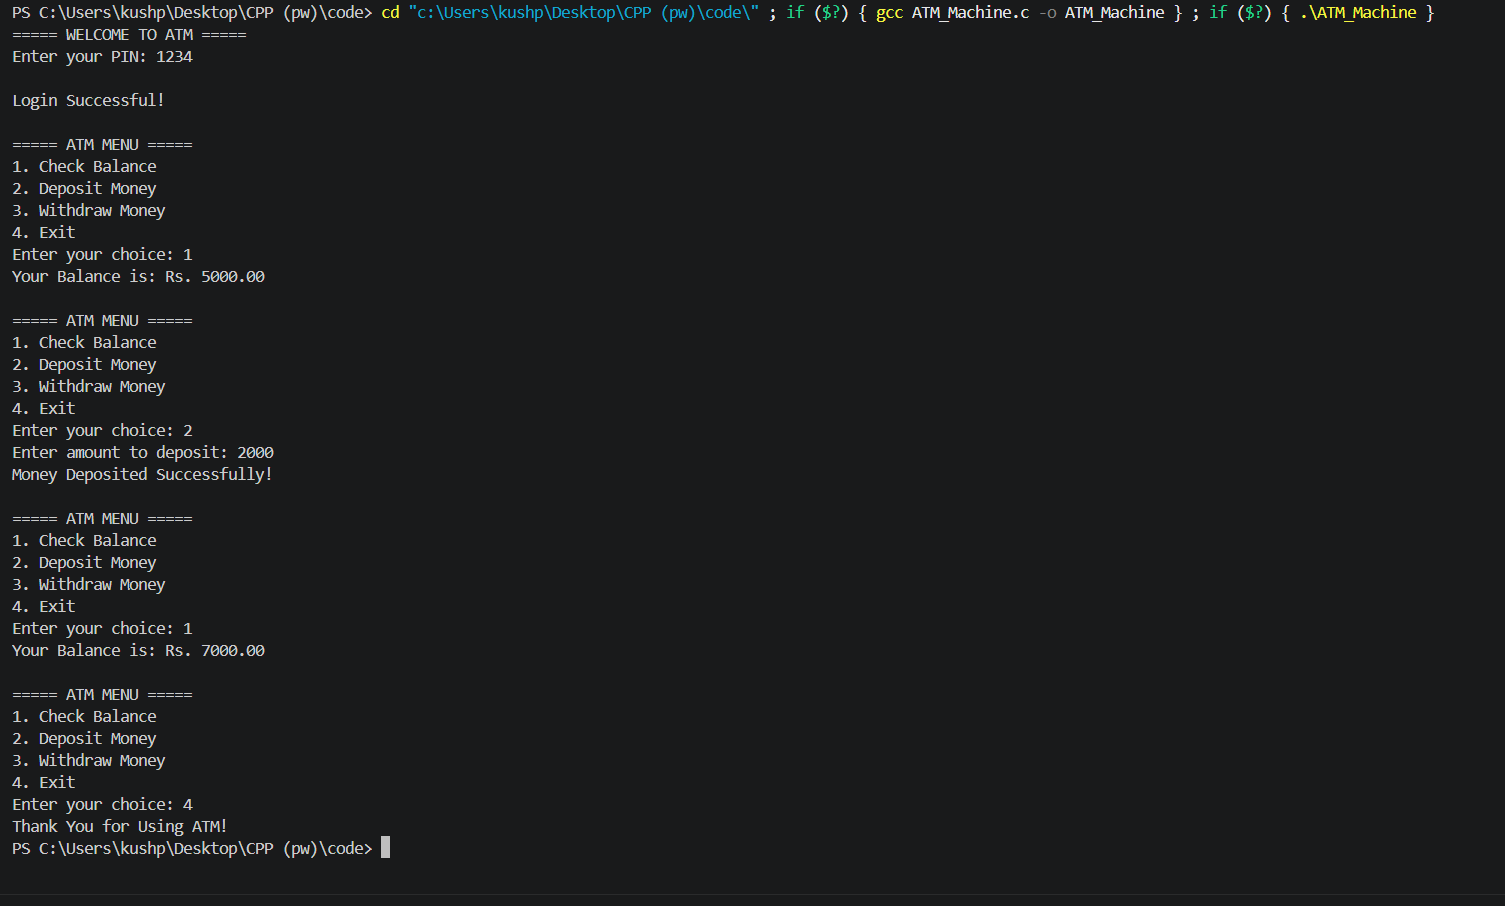 PS C:\Users\kushp\Desktop\CPP (pw)\code> cd "c:\Users\kushp\Desktop\CPP (pw)\code\" ; if ($?) { gcc ATM_Machine.c -o ATM_Machine } ; if ($?) { .\ATM_Machine }
===== WELCOME TO ATM =====
Enter your PIN: 1234

Login Successful!

===== ATM MENU =====
1. Check Balance
2. Deposit Money
3. Withdraw Money
4. Exit
Enter your choice: 1
Your Balance is: Rs. 5000.00

===== ATM MENU =====
1. Check Balance
2. Deposit Money
3. Withdraw Money
4. Exit
Enter your choice: 2
Enter amount to deposit: 2000
Money Deposited Successfully!

===== ATM MENU =====
1. Check Balance
2. Deposit Money
3. Withdraw Money
4. Exit
Enter your choice: 1
Your Balance is: Rs. 7000.00

===== ATM MENU =====
1. Check Balance
2. Deposit Money
3. Withdraw Money
4. Exit
Enter your choice: 4
Thank You for Using ATM!
PS C:\Users\kushp\Desktop\CPP (pw)\code>